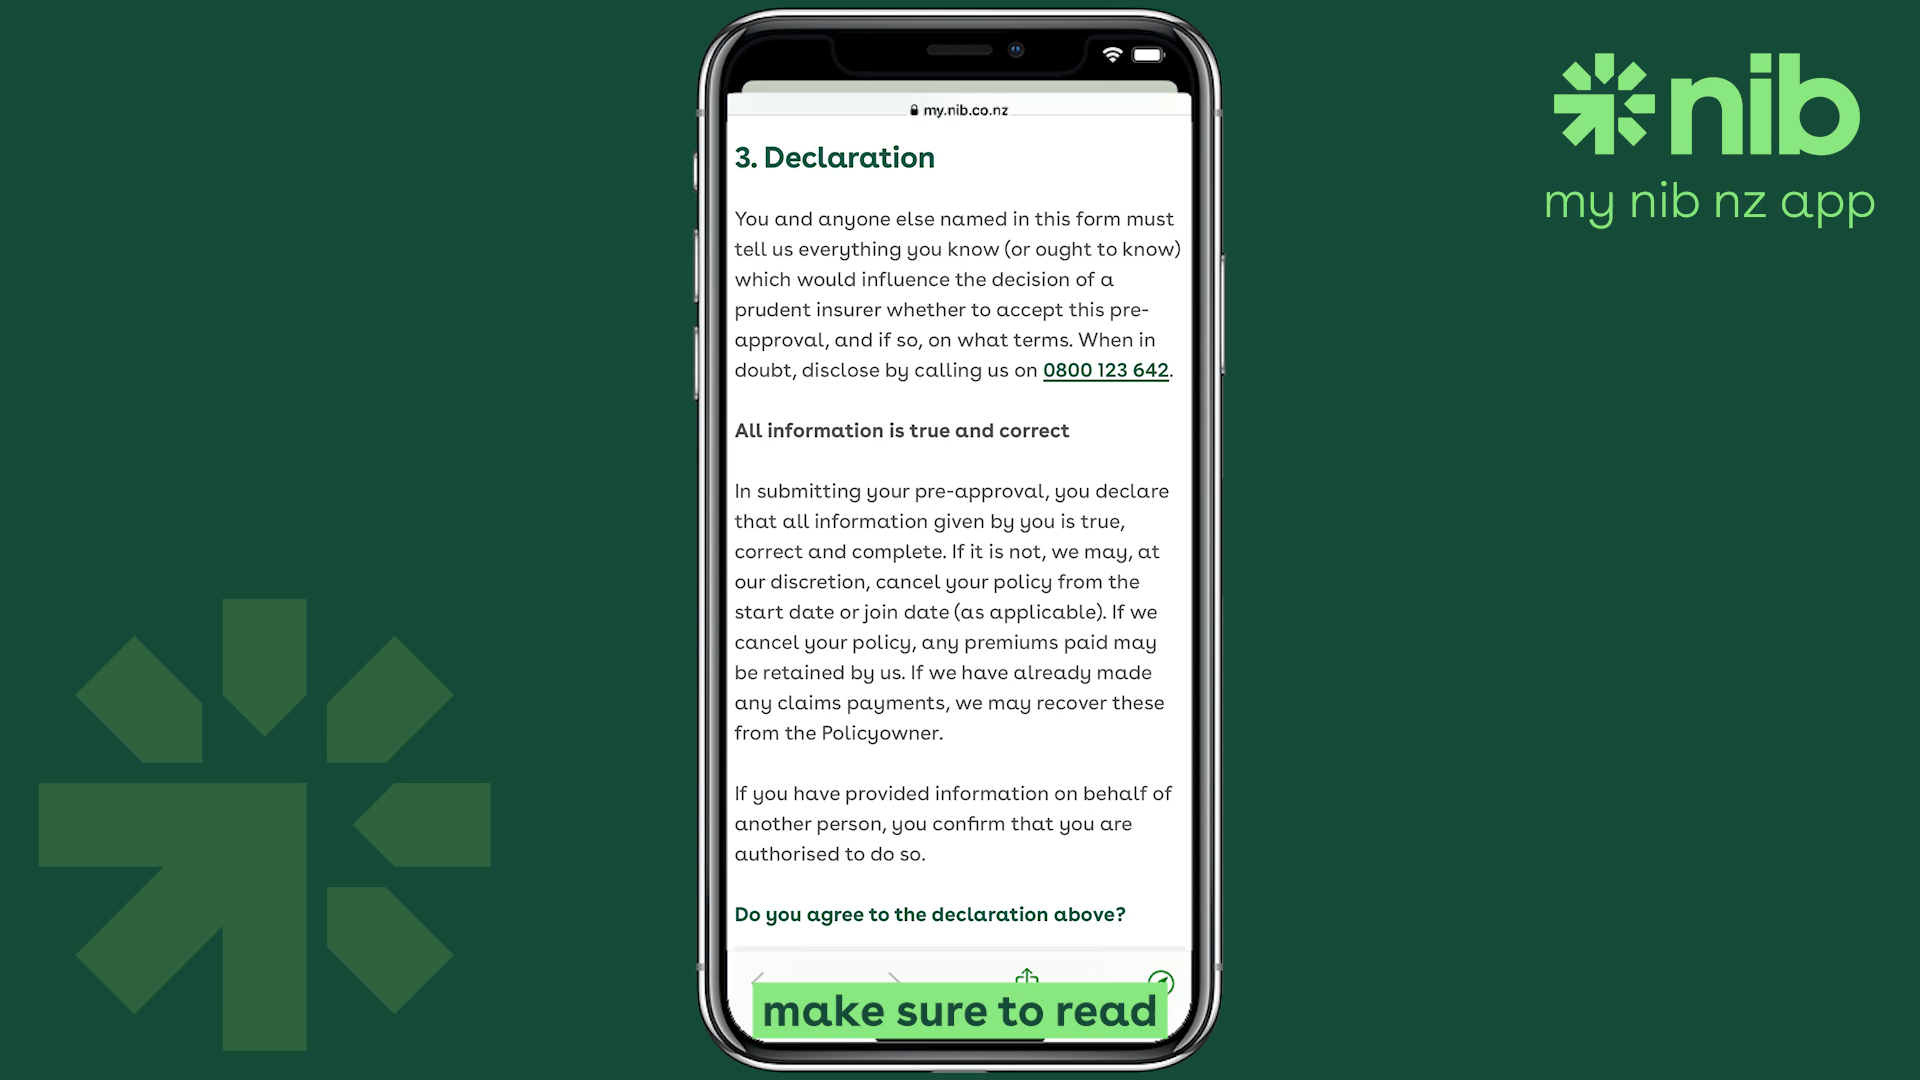 my.nib.co.nz
3. Declaration
You and anyone else named in this form must
tell us everything you know (or ought to know)
which would influence the decision of a
prudent insurer whether to accept this pre-
approval, and if so, on what terms. When in
doubt, disclose by calling us on 0800 123 642.
All information is true and correct
In submitting your pre-approval, you declare
that all information given by you is true,
correct and complete. If it is not, we may, at
our discretion, cancel your policy from the
start date or join date (as applicable). If we
cancel your policy, any premiums paid may
be retained by us. If we have already made
any claims payments, we may recover these
from the Policyowner.
If you have provided information on behalf of
another person, you confirm that you are
authorised to do so.
Do you agree to the declaration above?
make sure to read
nib
my nib nz app